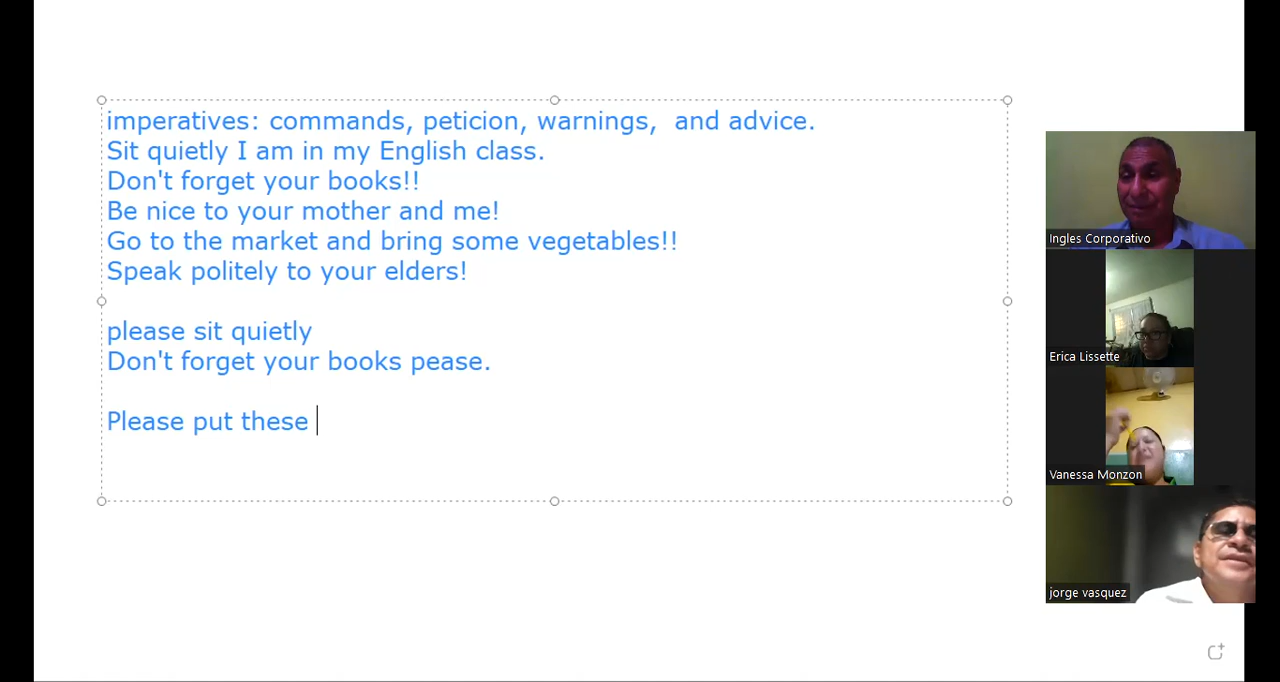 imperatives: commands, peticion, warnings,  and advice.
Sit quietly I am in my English class.
Don't forget your books!!
Be nice to your mother and me!
Go to the market and bring some vegetables!!
Speak politely to your elders!
please sit quietly
Don't forget your books pease.
Please put these
Ingles Corporativo
Erica Lissette
Vanessa Monzon
jorge vasquez